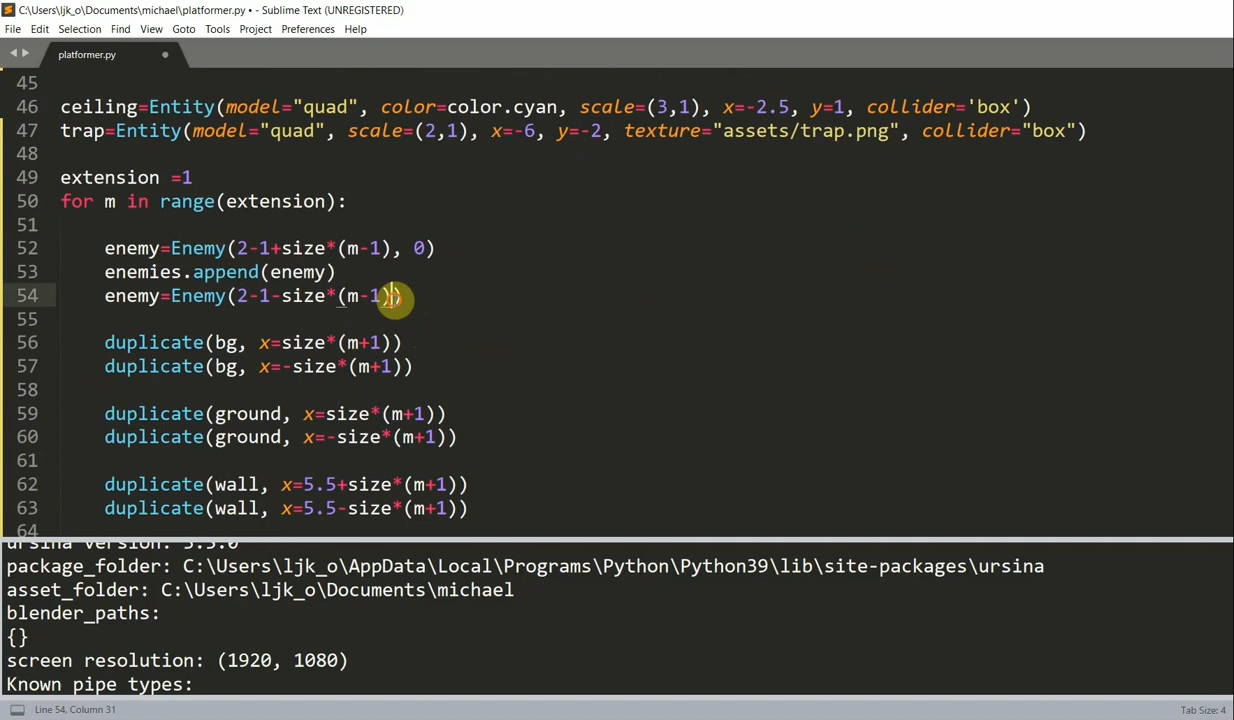 C:\Users\ljk_o\Documents\michael\platformer.py • - Sublime Text (UNREGISTERED)
File Edit Selection Find View Goto Tools Project Preferences Help
platformer.py
45
46 ceiling=Entity(model="quad", color=color.cyan, scale=(3,1), x=-2.5, y=1, collider='box')
47 trap=Entity(model="quad", scale=(2,1), x=-6, y=-2, texture="assets/trap.png", collider="box")
48
49 extension =1
50 for m in range(extension):
51
52 enemy=Enemy(2-1+size*(m-1), 0)
53 enemies.append(enemy)
54 enemy=Enemy(2-1-size*(m-1))
55
56 duplicate(bg, x=size*(m+1))
57 duplicate(bg, x=-size*(m+1))
58
59 duplicate(ground, x=size*(m+1))
60 duplicate(ground, x=-size*(m+1))
61
62 duplicate(wall, x=5.5+size*(m+1))
63 duplicate(wall, x=5.5-size*(m+1))
64
ursina version: 3.5.0
package_folder: C:\Users\ljk_o\AppData\Local\Programs\Python\Python39\lib\site-packages\ursina
asset_folder: C:\Users\ljk_o\Documents\michael
blender_paths:
{}
screen resolution: (1920, 1080)
Known pipe types:
Line 54, Column 31 Tab Size: 4